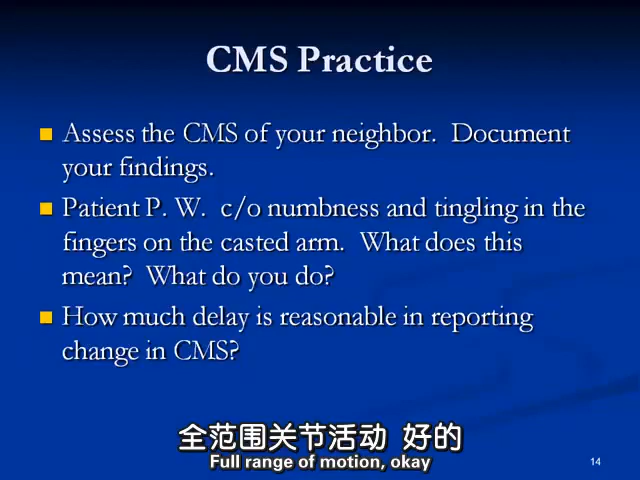 CMS Practice
Assess the CMS of your neighbor. Document
your findings.
Patient P. W. c/o numbness and tingling in the
fingers on the casted arm. What does this
mean? What do you do?
How much delay is reasonable in reporting
change in CMS?
全范围关节活动 好的
Full range of motion, okay
14